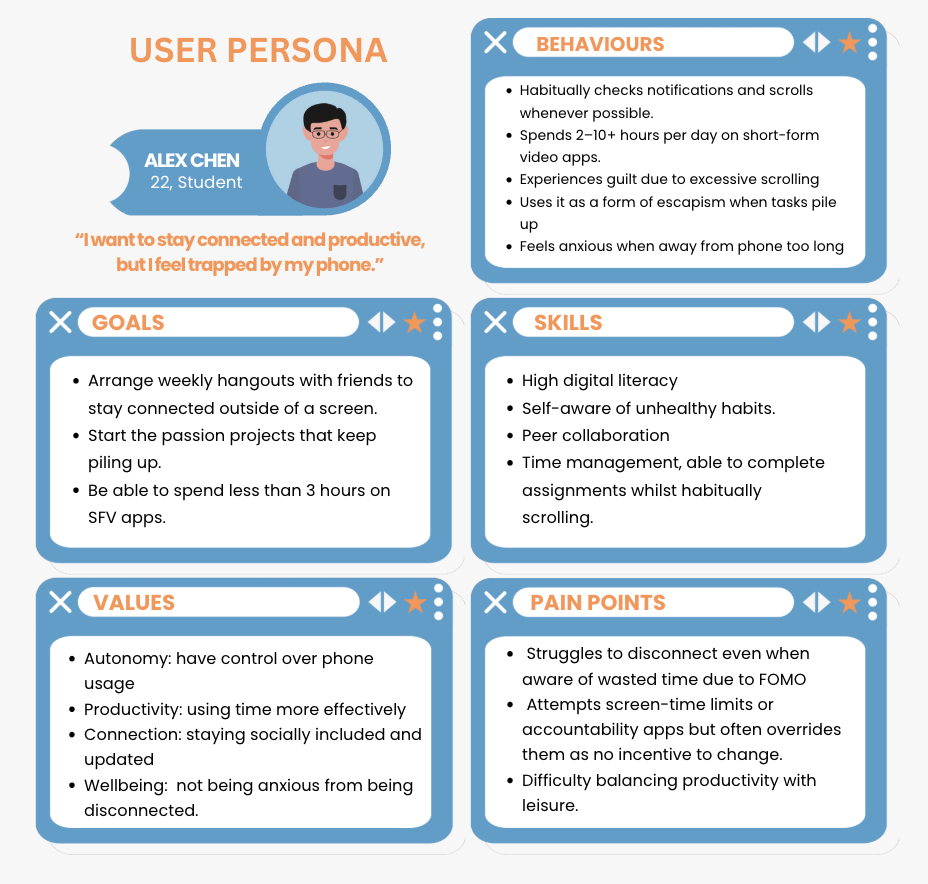 USER PERSONA
ALEX CHEN
22, Student
“I want to stay connected and productive,
but I feel trapped by my phone.”
BEHAVIOURS
• Habitually checks notifications and scrolls
whenever possible.
• Spends 2–10+ hours per day on short-form
video apps.
• Experiences guilt due to excessive scrolling
• Uses it as a form of escapism when tasks pile
up
• Feels anxious when away from phone too long
GOALS
• Arrange weekly hangouts with friends to
stay connected outside of a screen.
• Start the passion projects that keep
piling up.
• Be able to spend less than 3 hours on
SFV apps.
SKILLS
• High digital literacy
• Self-aware of unhealthy habits.
• Peer collaboration
• Time management, able to complete
assignments whilst habitually
scrolling.
VALUES
• Autonomy: have control over phone
usage
• Productivity: using time more effectively
• Connection: staying socially included and
updated
• Wellbeing:  not being anxious from being
disconnected.
PAIN POINTS
• Struggles to disconnect even when
aware of wasted time due to FOMO
• Attempts screen-time limits or
accountability apps but often overrides
them as no incentive to change.
• Difficulty balancing productivity with
leisure.